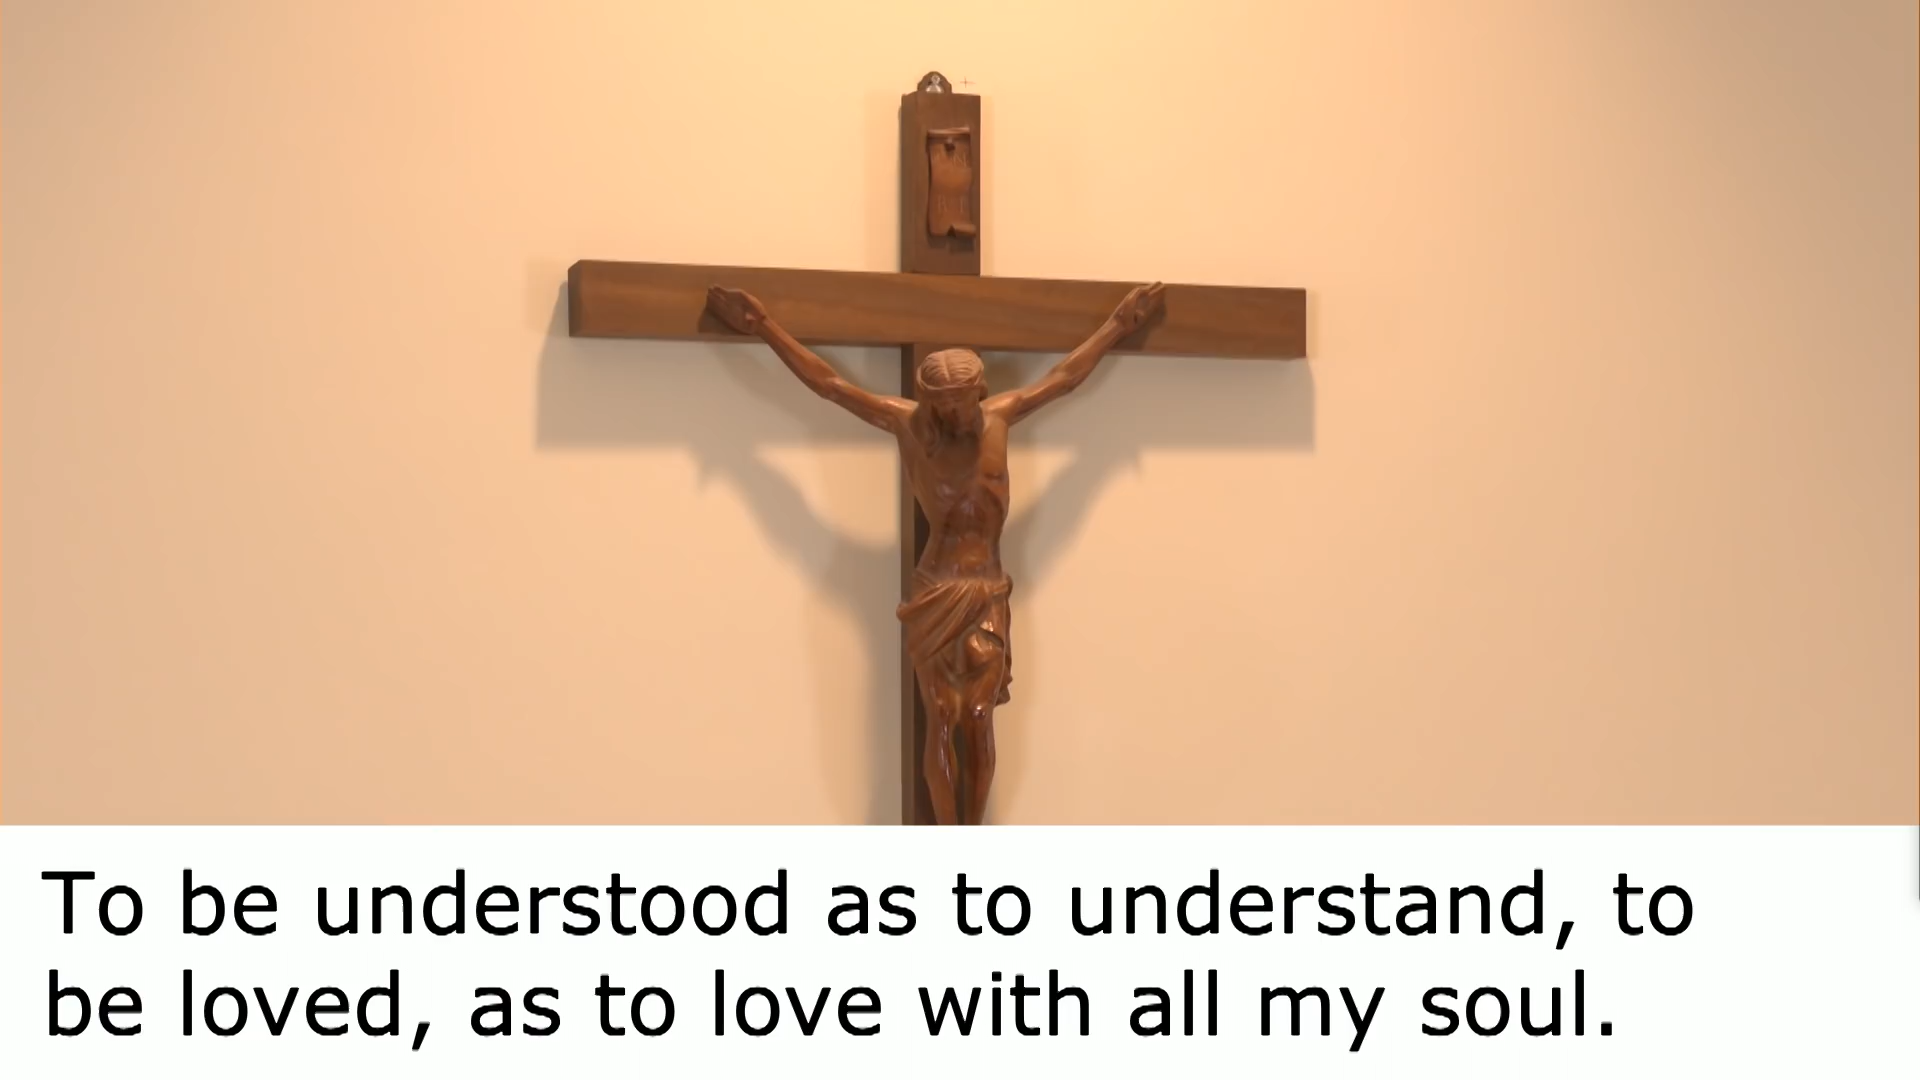 To be understood as to understand, to
be loved, as to love with all my soul.